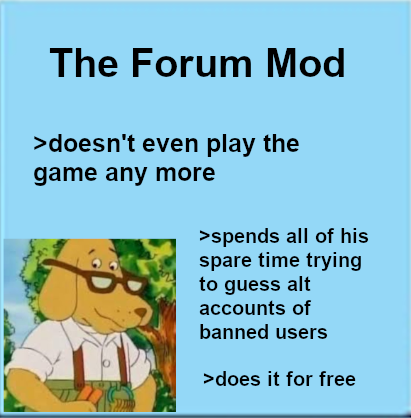 The Forum Mod
>doesn't even play the
game any more
>spends all of his
spare time trying
to guess alt
accounts of
banned users
>does it for free